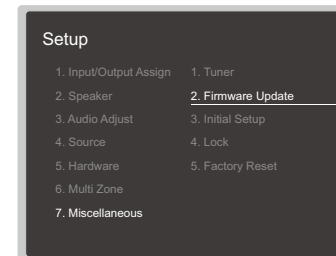 Setup
1. Input/Output Assign
2. Speaker
3. Audio Adjust
4. Source
5. Hardware
6. Multi Zone
7. Miscellaneous
1. Tuner
2. Firmware Update
3. Initial Setup
4. Lock
5. Factory Reset